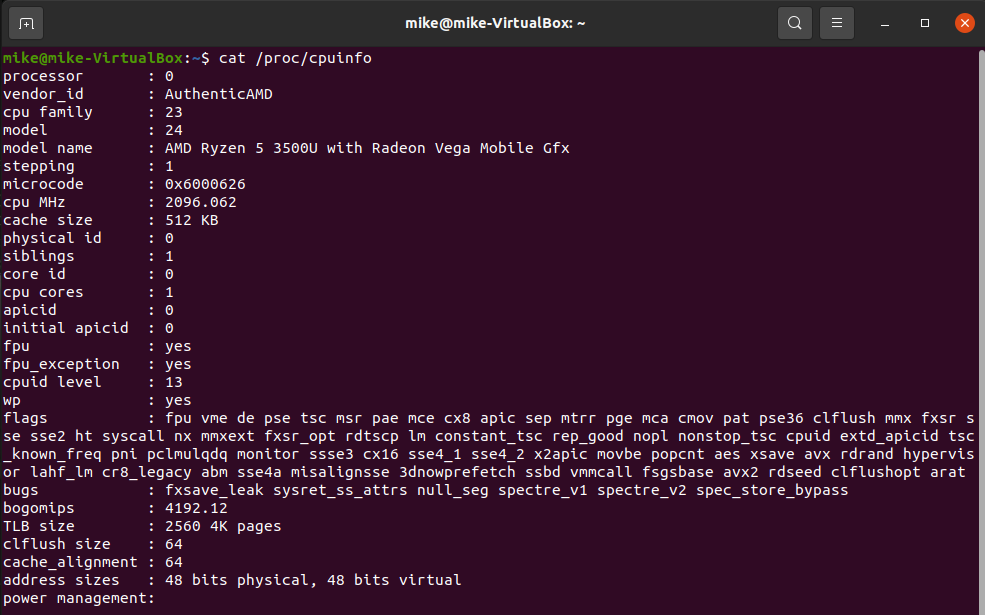 mike@mike-VirtualBox: ~
mike@mike-VirtualBox:~$ cat /proc/cpuinfo
processor       : 0
vendor_id       : AuthenticAMD
cpu family      : 23
model           : 24
model name      : AMD Ryzen 5 3500U with Radeon Vega Mobile Gfx
stepping        : 1
microcode       : 0x6000626
cpu MHz         : 2096.062
cache size      : 512 KB
physical id     : 0
siblings        : 1
core id         : 0
cpu cores       : 1
apicid          : 0
initial apicid  : 0
fpu             : yes
fpu_exception   : yes
cpuid level     : 13
wp              : yes
flags           : fpu vme de pse tsc msr pae mce cx8 apic sep mtrr pge mca cmov pat pse36 clflush mmx fxsr s
se sse2 ht syscall nx mmxext fxsr_opt rdtscp lm constant_tsc rep_good nopl nonstop_tsc cpuid extd_apicid tsc
_known_freq pni pclmulqdq monitor ssse3 cx16 sse4_1 sse4_2 x2apic movbe popcnt aes xsave avx rdrand hypervis
or lahf_lm cr8_legacy abm sse4a misalignsse 3dnowprefetch ssbd vmmcall fsgsbase avx2 rdseed clflushopt arat
bugs            : fxsave_leak sysret_ss_attrs null_seg spectre_v1 spectre_v2 spec_store_bypass
bogomips        : 4192.12
TLB size        : 2560 4K pages
clflush size    : 64
cache_alignment : 64
address sizes   : 48 bits physical, 48 bits virtual
power management: